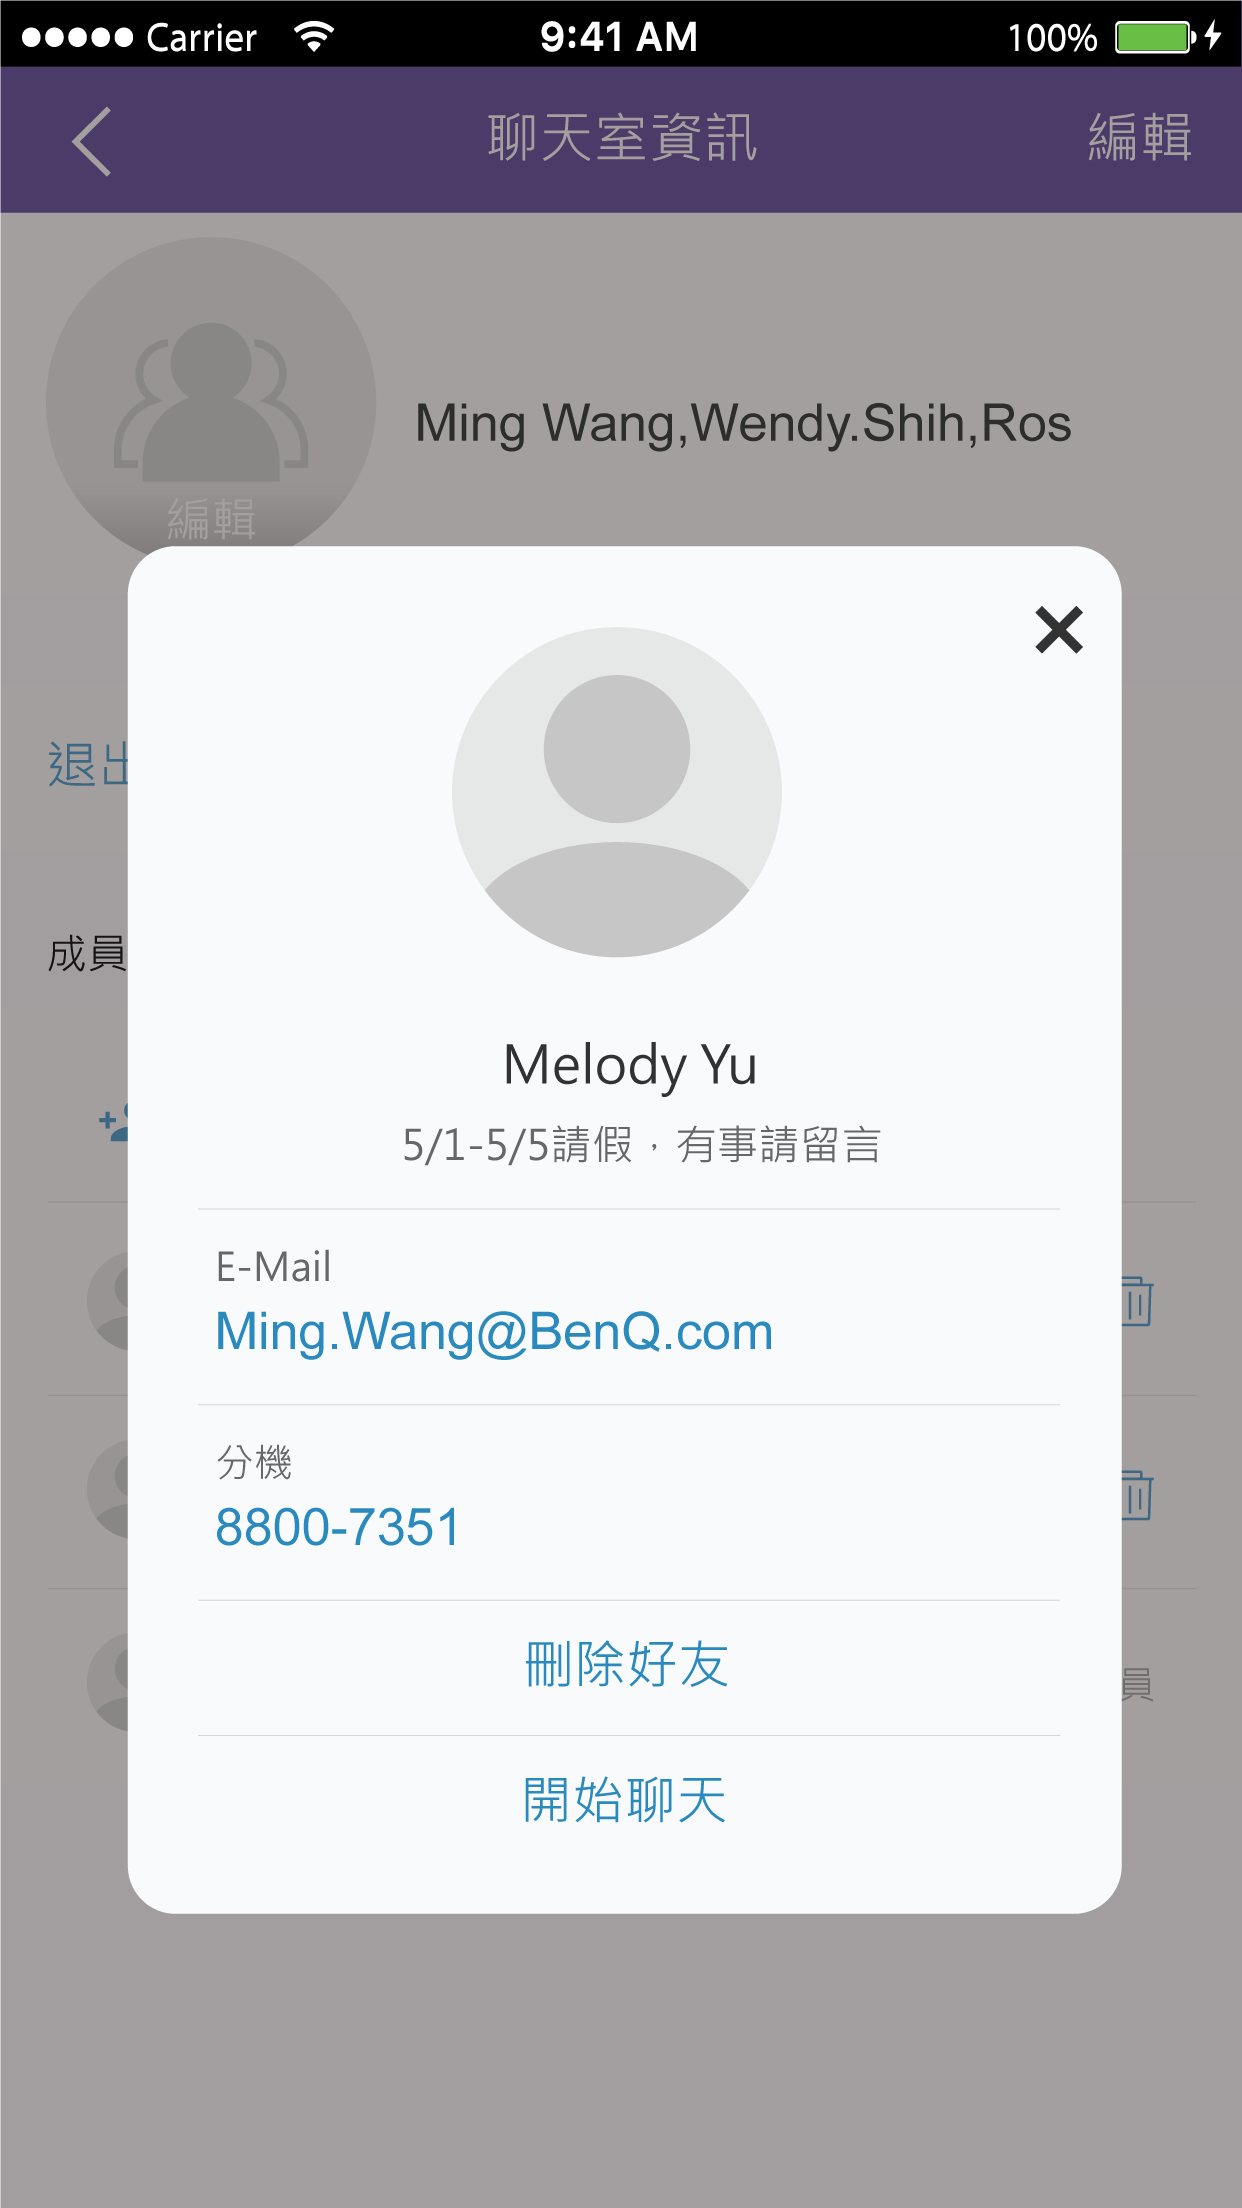 Carrier 9:41 AM 100%
聊天室資訊 編輯
Ming Wang,Wendy.Shih,Ros
編輯
退出
成員
Melody Yu
5/1-5/5請假，有事請留言
E-Mail
Ming.Wang@BenQ.com
分機
8800-7351
刪除好友
員
開始聊天